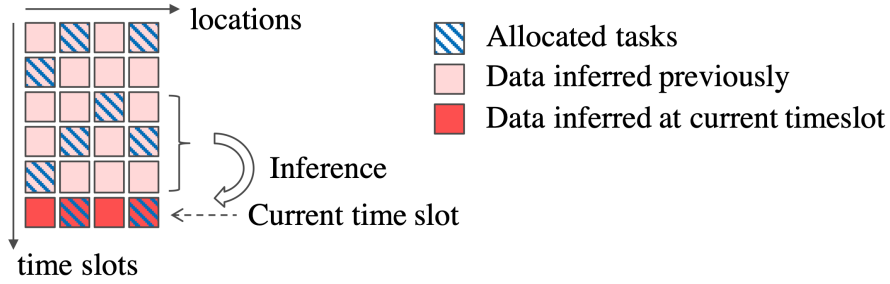 locations
Allocated tasks
Data inferred previously
Data inferred at current timeslot
Inference
Current time slot
time slots